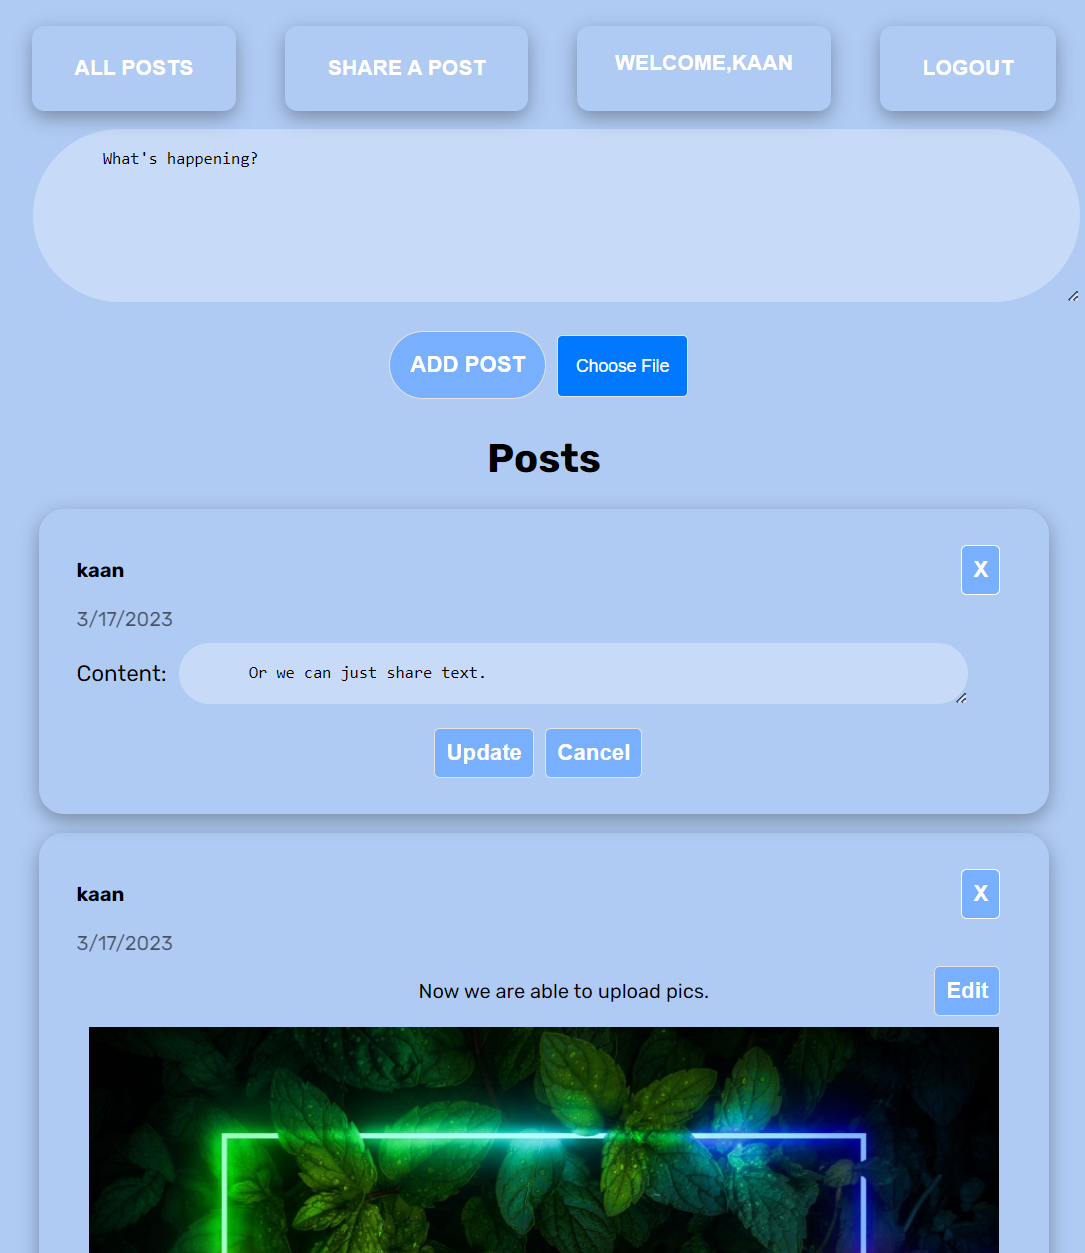 ALL POSTS SHARE A POST WELCOME,KAAN LOGOUT
What's happening?
ADD POST Choose File
Posts
kaan X
3/17/2023
Content: Or we can just share text.
Update Cancel
kaan X
3/17/2023
Now we are able to upload pics. Edit